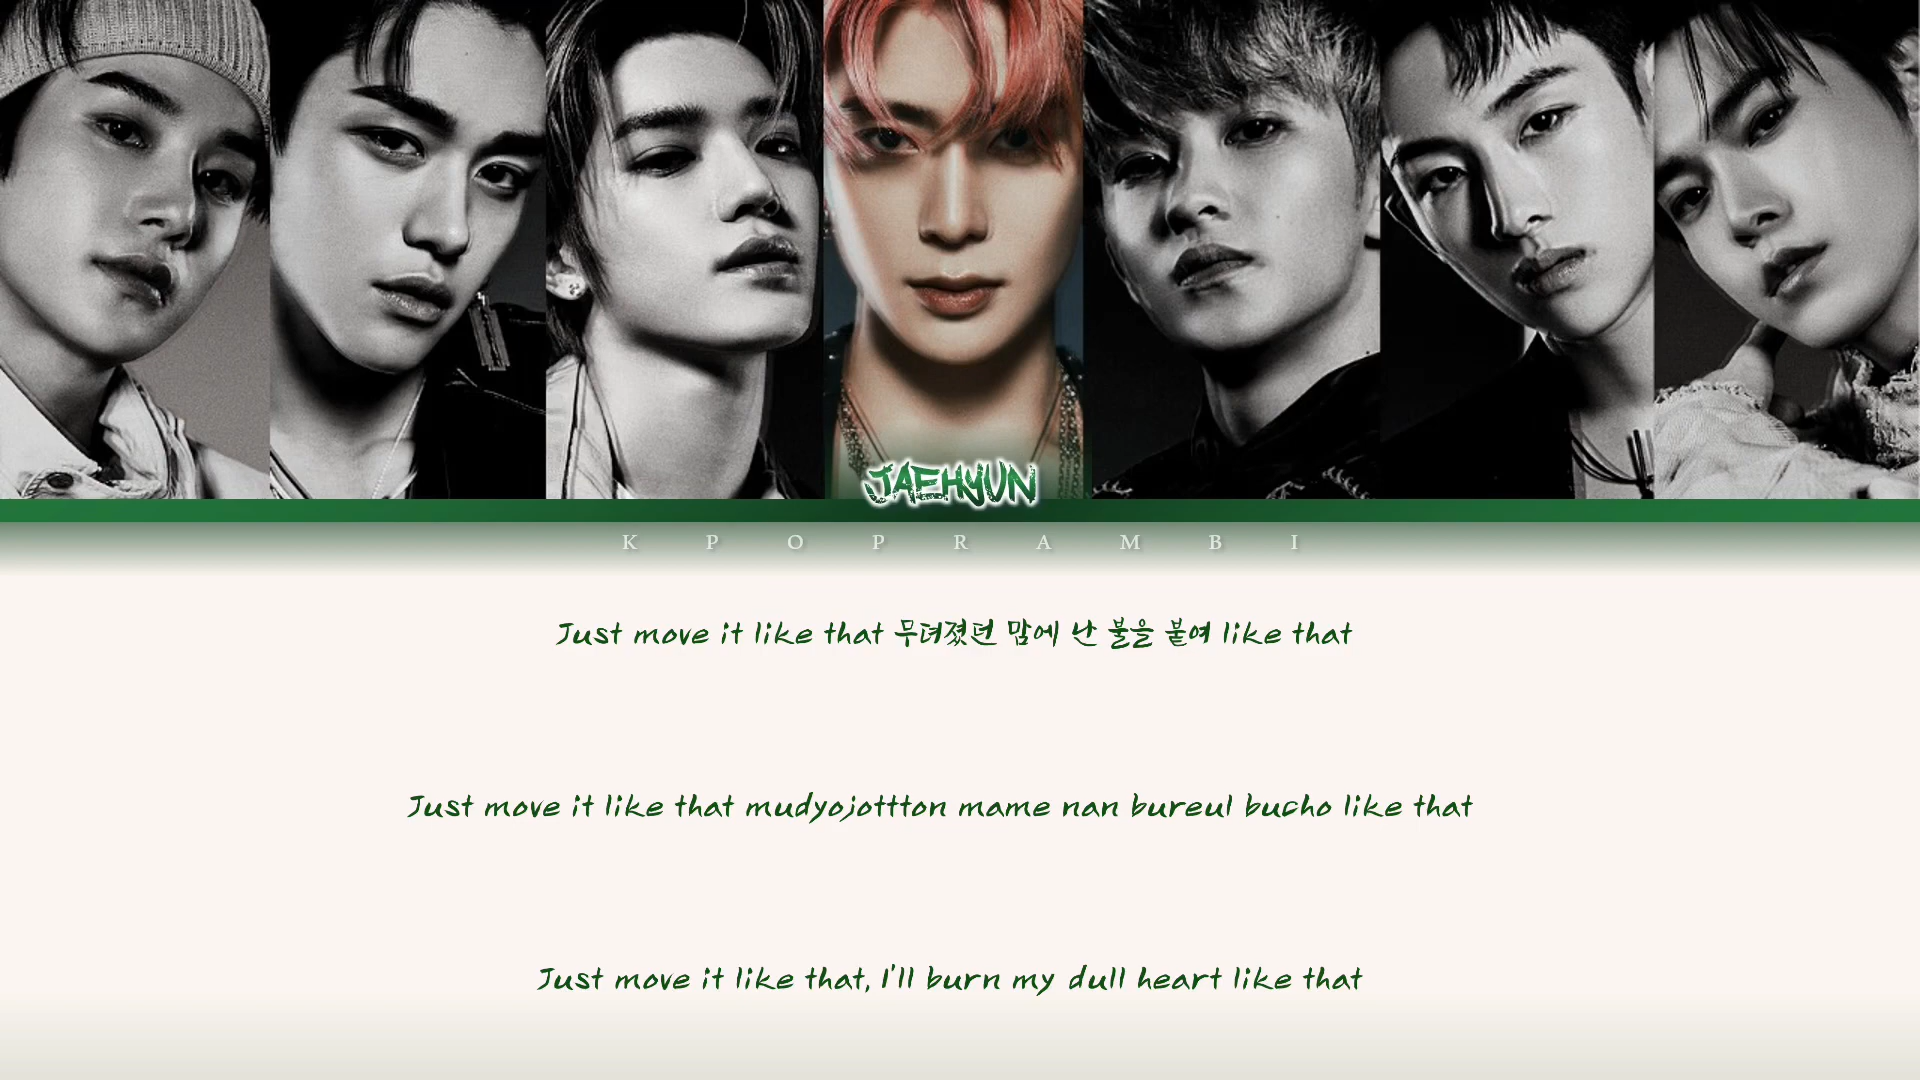 JAEHYUN
K P O P R A M B I
Just move it like that 무뎌졌던 맘에 난 불을 붙여 like that
Just move it like that mudyojottton mame nan bureul bucho like that
Just move it like that, I'll burn my dull heart like that